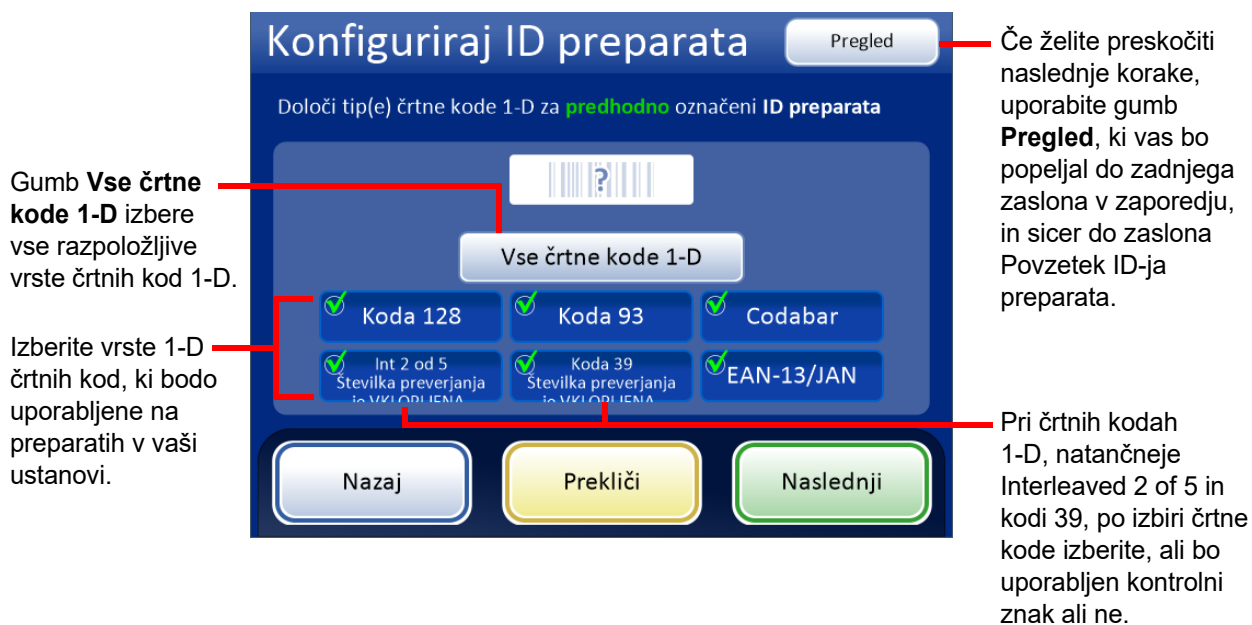 Konfiguriraj ID preparata
Pregled
Določi tip(e) črtne kode 1-D za predhodno označeni ID preparata
?
Vse črtne kode 1-D
Koda 128
Koda 93
Codabar
Int 2 od 5
Številka preverjanja
je VKLOPLJENA
Koda 39
Številka preverjanja
je VKLOPLJENA
EAN-13/JAN
Nazaj
Prekliči
Naslednji
Gumb Vse črtne
kode 1-D izbere
vse razpoložljive
vrste črtnih kod 1-D.
Izberite vrste 1-D
črtnih kod, ki bodo
uporabljene na
preparatih v vaši
ustanovi.
Če želite preskočiti
naslednje korake,
uporabite gumb
Pregled, ki vas bo
popeljal do zadnjega
zaslona v zaporedju,
in sicer do zaslona
Povzetek ID-ja
preparata.
Pri črtnih kodah
1-D, natančneje
Interleaved 2 of 5 in
kodi 39, po izbiri črtne
kode izberite, ali bo
uporabljen kontrolni
znak ali ne.